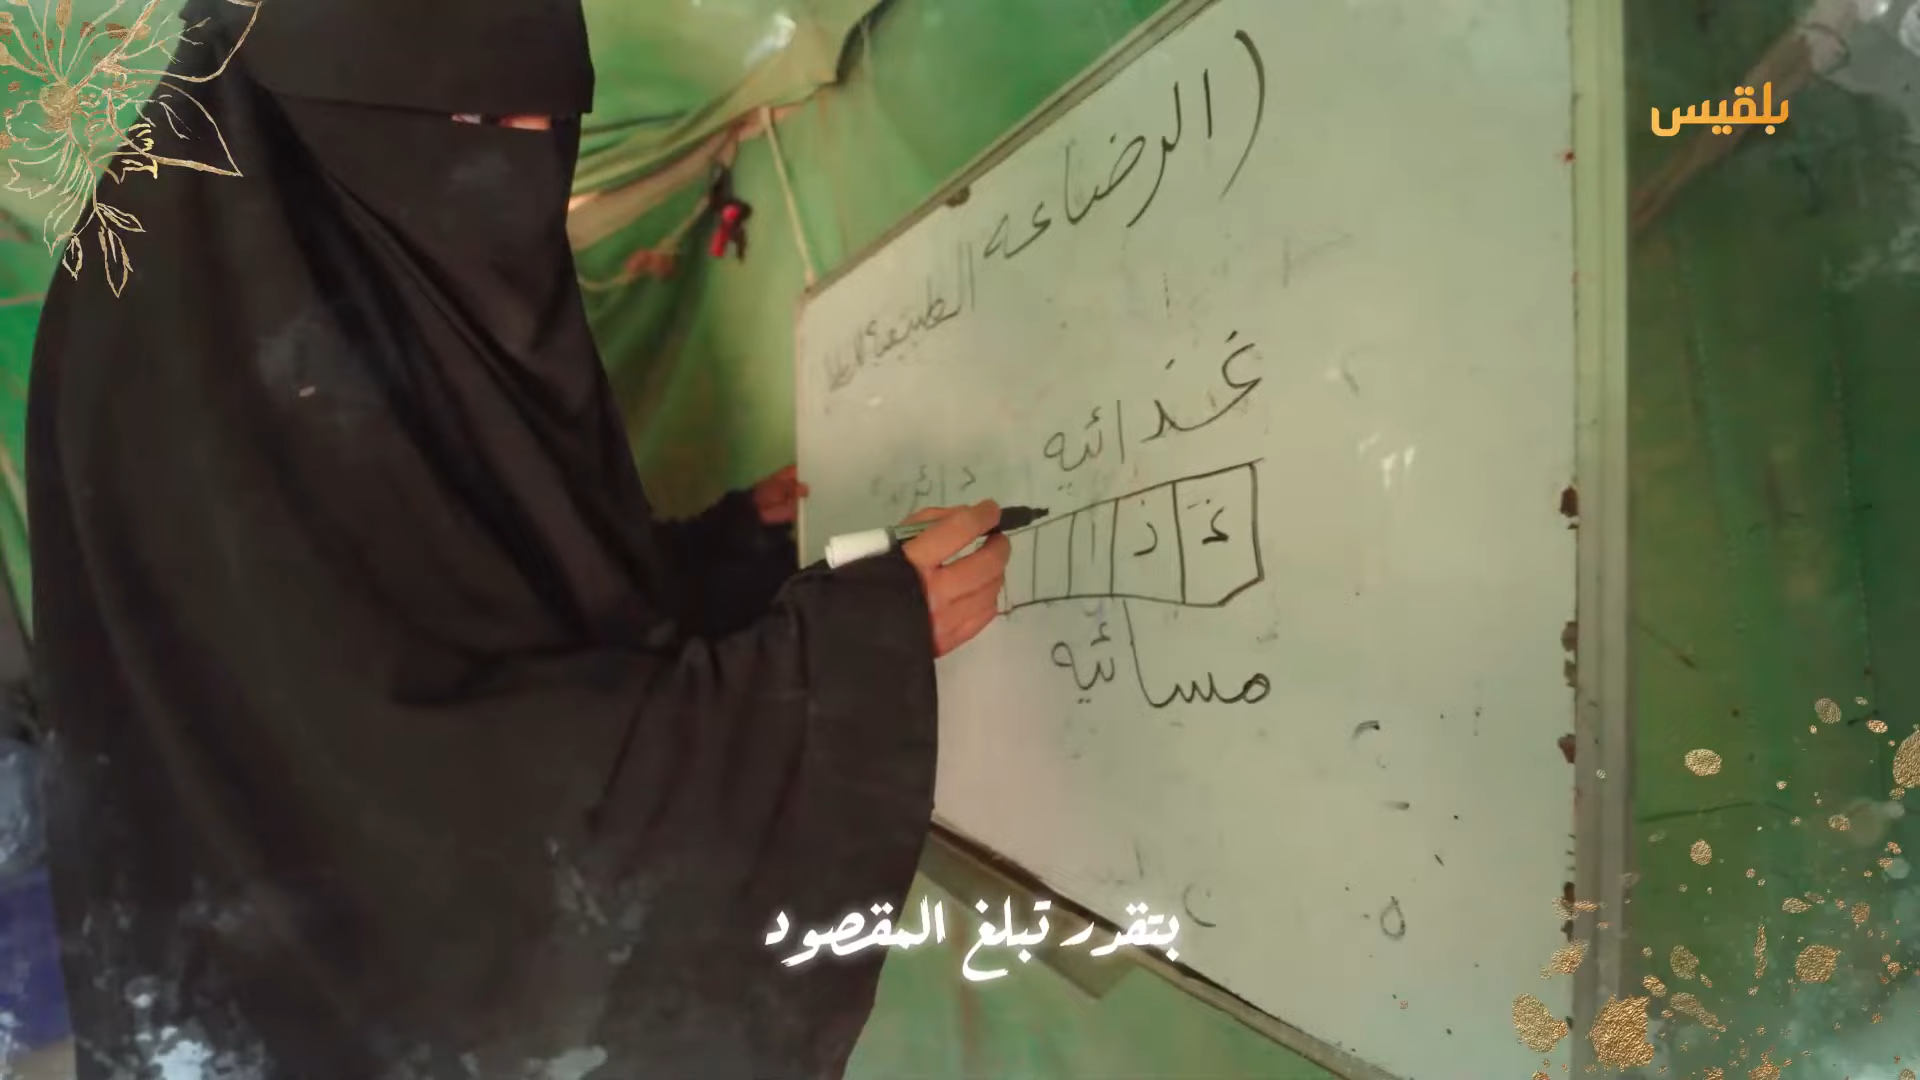 بلقيس
(الرضاعه
الطبيعية
غذائيه
غ ذ ا
مسائيه
بتقدر تبلغ المقصود